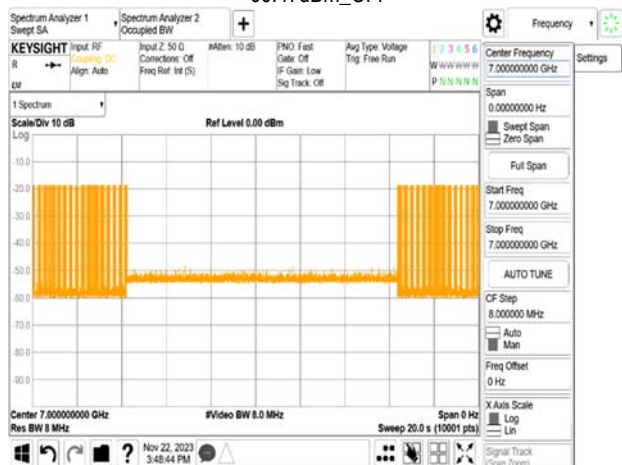 Spectrum Analyzer 1
Swept SA
Spectrum Analyzer 2
Occupied BW
+
Frequency
KEYSIGHT
Input: RF
Coupling: DC
Align: Auto
Input Z: 50 Ω
Corrections: Off
Freq Ref: Int (S)
#Atten: 10 dB
PNO: Fast
Gate: Off
IF Gain: Low
Sig Track: Off
Avg Type: Voltage
Trig: Free Run
1 2 3 4 5 6
W W W W W W
P N N N N N
R
Center Frequency
7.000000000 GHz
Settings
Span
0.00000000 Hz
Swept Span
Zero Span
Full Span
Start Freq
7.000000000 GHz
Stop Freq
7.000000000 GHz
AUTO TUNE
CF Step
8.000000 MHz
Auto
Man
Freq Offset
0 Hz
X Axis Scale
Log
Lin
Signal Track
(Span Zoom)
1 Spectrum
Scale/Div 10 dB
Ref Level 0.00 dBm
Log
-10.0
-20.0
-30.0
-40.0
-50.0
-60.0
-70.0
-80.0
-90.0
Center 7.000000000 GHz
#Video BW 8.0 MHz
Span 0 Hz
Res BW 8 MHz
Sweep 20.0 s (10001 pts)
?
Nov 22, 2023
3:48:44 PM